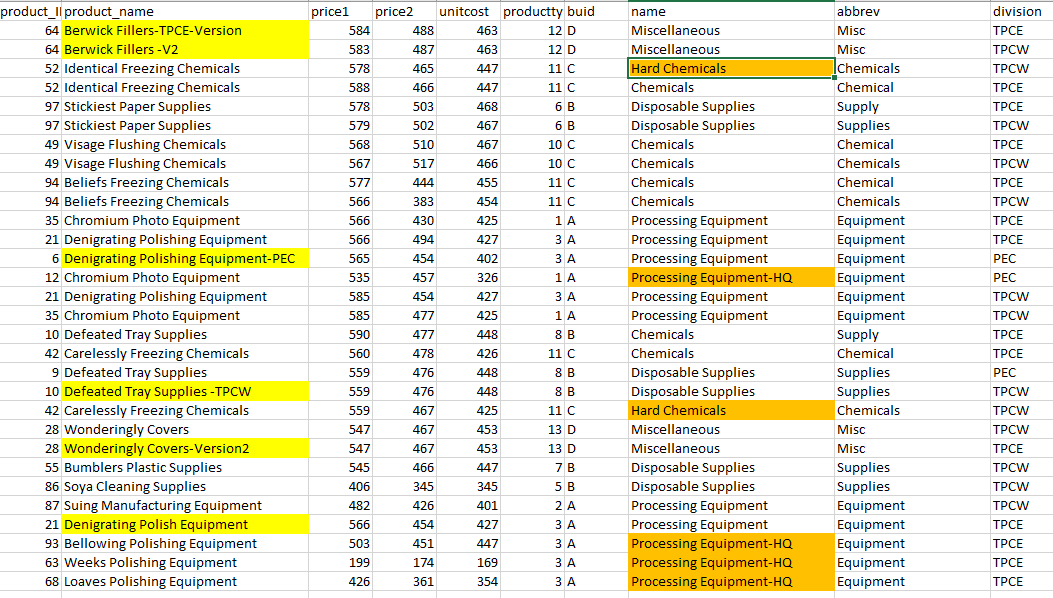 product_I product_name price1 price2 unitcost productty buid name abbrev division
64 Berwick Fillers-TPCE-Version 584 488 463 12 D Miscellaneous Misc TPCE
64 Berwick Fillers -V2 583 487 463 12 D Miscellaneous Misc TPCW
52 Identical Freezing Chemicals 578 465 447 11 C Hard Chemicals Chemicals TPCW
52 Identical Freezing Chemicals 588 466 447 11 C Chemicals Chemical TPCE
97 Stickiest Paper Supplies 578 503 468 6 B Disposable Supplies Supply TPCE
97 Stickiest Paper Supplies 579 502 467 6 B Disposable Supplies Supplies TPCW
49 Visage Flushing Chemicals 568 510 467 10 C Chemicals Chemical TPCE
49 Visage Flushing Chemicals 567 517 466 10 C Chemicals Chemicals TPCW
94 Beliefs Freezing Chemicals 577 444 455 11 C Chemicals Chemical TPCE
94 Beliefs Freezing Chemicals 566 383 454 11 C Chemicals Chemicals TPCW
35 Chromium Photo Equipment 566 430 425 1 A Processing Equipment Equipment TPCE
21 Denigrating Polishing Equipment 566 494 427 3 A Processing Equipment Equipment TPCE
6 Denigrating Polishing Equipment-PEC 565 454 402 3 A Processing Equipment Equipment PEC
12 Chromium Photo Equipment 535 457 326 1 A Processing Equipment-HQ Equipment PEC
21 Denigrating Polishing Equipment 585 454 427 3 A Processing Equipment Equipment TPCW
35 Chromium Photo Equipment 585 477 425 1 A Processing Equipment Equipment TPCW
10 Defeated Tray Supplies 590 477 448 8 B Chemicals Supply TPCE
42 Carelessly Freezing Chemicals 560 478 426 11 C Chemicals Chemical TPCE
9 Defeated Tray Supplies 559 476 448 8 B Disposable Supplies Supplies PEC
10 Defeated Tray Supplies -TPCW 559 476 448 8 B Disposable Supplies Supplies TPCW
42 Carelessly Freezing Chemicals 559 467 425 11 C Hard Chemicals Chemicals TPCW
28 Wonderingly Covers 547 467 453 13 D Miscellaneous Misc TPCW
28 Wonderingly Covers-Version2 547 467 453 13 D Miscellaneous Misc TPCE
55 Bumblers Plastic Supplies 545 466 447 7 B Disposable Supplies Supplies TPCW
86 Soya Cleaning Supplies 406 345 345 5 B Disposable Supplies Supplies TPCW
87 Suing Manufacturing Equipment 482 426 401 2 A Processing Equipment Equipment TPCW
21 Denigrating Polish Equipment 566 454 427 3 A Processing Equipment Equipment TPCE
93 Bellowing Polishing Equipment 503 451 447 3 A Processing Equipment-HQ Equipment TPCE
63 Weeks Polishing Equipment 199 174 169 3 A Processing Equipment-HQ Equipment TPCE
68 Loaves Polishing Equipment 426 361 354 3 A Processing Equipment-HQ Equipment TPCE